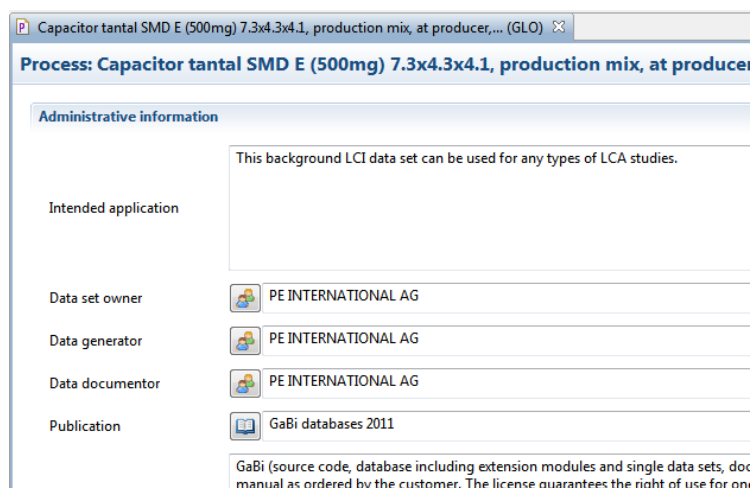 P Capacitor tantal SMD E (500mg) 7.3x4.3x4.1, production mix, at producer,... (GLO)
Process: Capacitor tantal SMD E (500mg) 7.3x4.3x4.1, production mix, at producer
Administrative information
This background LCI data set can be used for any types of LCA studies.
Intended application
Data set owner PE INTERNATIONAL AG
Data generator PE INTERNATIONAL AG
Data documentor PE INTERNATIONAL AG
Publication GaBi databases 2011
GaBi (source code, database including extension modules and single data sets, doc
manual as ordered by the customer. The license guarantees the right of use for one